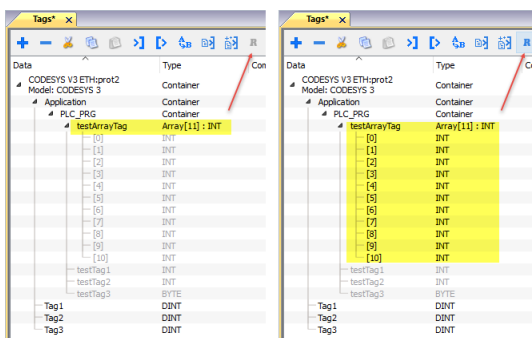 Tags*
R
Data Type Con
CODESYS V3 ETH:prot2
Model: CODESYS 3 Container
Application Container
PLC_PRG Container
testArrayTag Array[11] : INT
[0] INT
[1] INT
[2] INT
[3] INT
[4] INT
[5] INT
[6] INT
[7] INT
[8] INT
[9] INT
[10] INT
testTag1 INT
testTag2 INT
testTag3 BYTE
Tag1 DINT
Tag2 DINT
Tag3 DINT
Tags*
R
Data Type C
CODESYS V3 ETH:prot2
Model: CODESYS 3 Container
Application Container
PLC_PRG Container
testArrayTag Array[11] : INT
[0] INT
[1] INT
[2] INT
[3] INT
[4] INT
[5] INT
[6] INT
[7] INT
[8] INT
[9] INT
[10] INT
testTag1 INT
testTag2 INT
testTag3 BYTE
Tag1 DINT
Tag2 DINT
Tag3 DINT